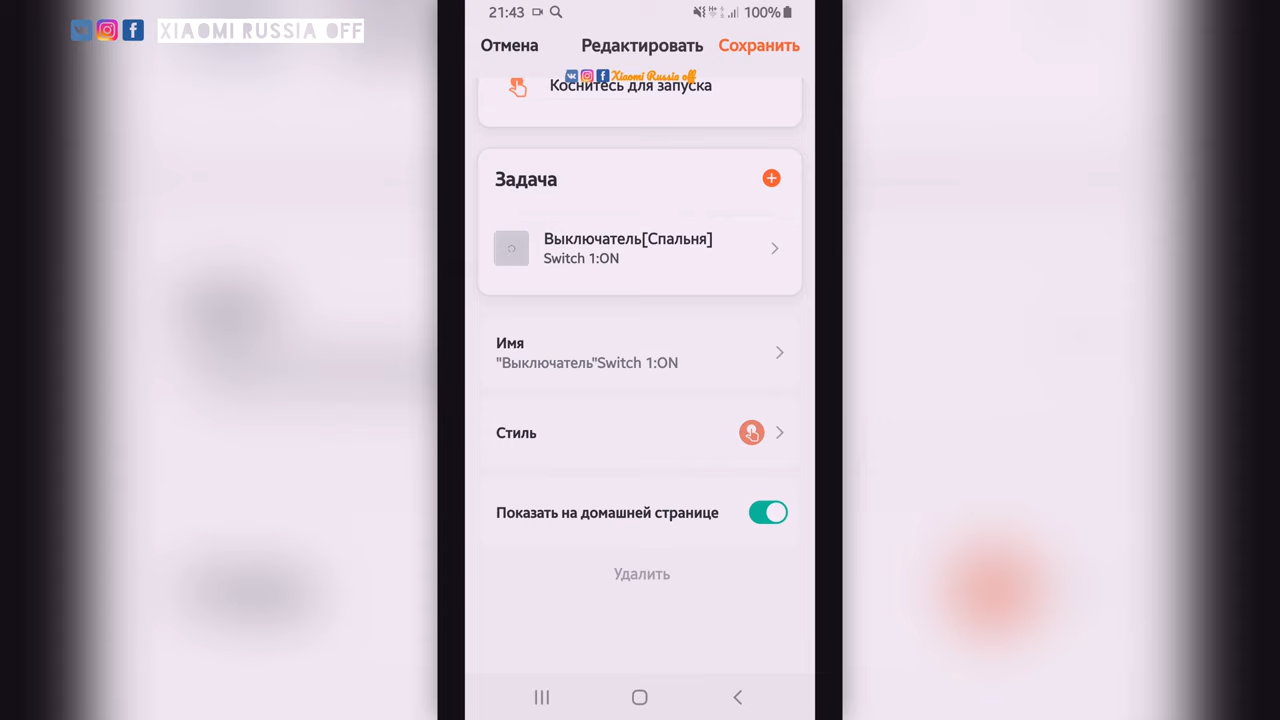 XIAOMI RUSSIA OFF
21:43
100%
Отмена
Редактировать
Сохранить
Xiaomi Russia off
Коснитесь для запуска
Задача
Выключатель[Спальня]
Switch 1:ON
Имя
"Выключатель"Switch 1:ON
Стиль
Показать на домашней странице
Удалить